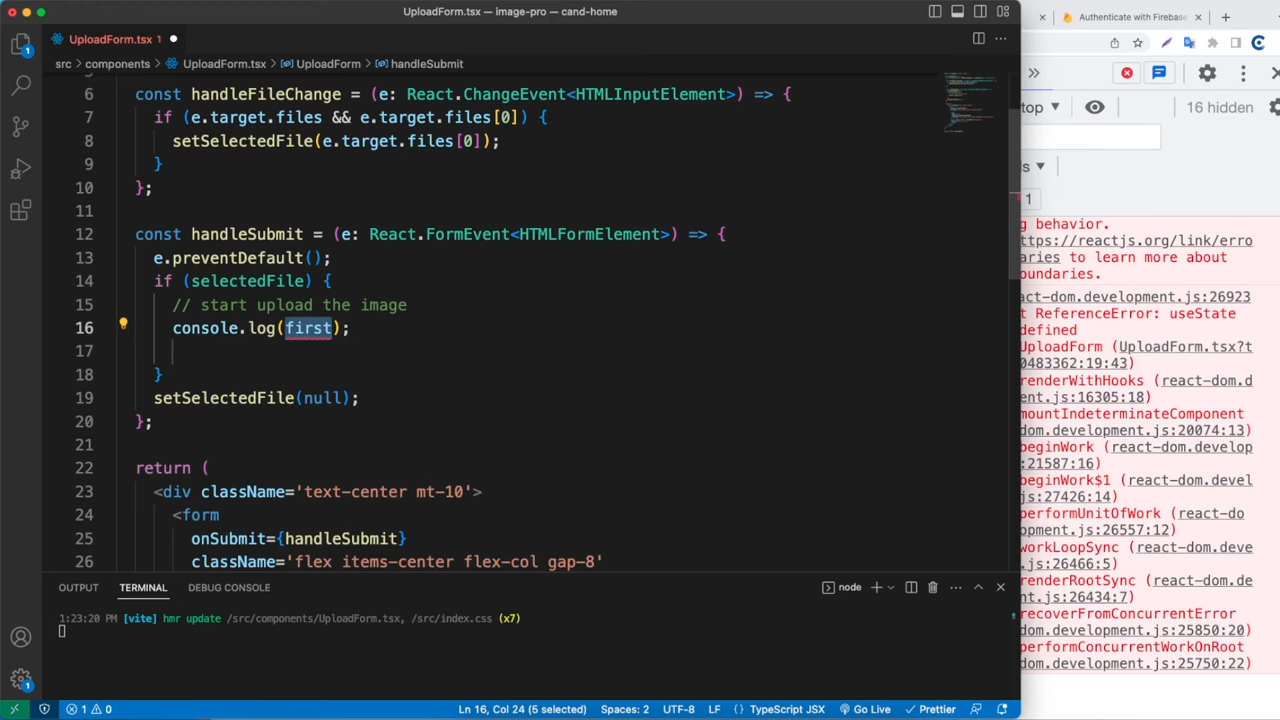 UploadForm.tsx — image-pro — cand-home
UploadForm.tsx 1
src > components > UploadForm.tsx > UploadForm > handleSubmit
6 const handleFileChange = (e: React.ChangeEvent<HTMLInputElement>) => {
7 if (e.target.files && e.target.files[0]) {
8 setSelectedFile(e.target.files[0]);
9 }
10 };
11
12 const handleSubmit = (e: React.FormEvent<HTMLFormElement>) => {
13 e.preventDefault();
14 if (selectedFile) {
15 // start upload the image
16 console.log(first);
17
18 }
19 setSelectedFile(null);
20 };
21
22 return (
23 <div className='text-center mt-10'>
24 <form
25 onSubmit={handleSubmit}
26 className='flex items-center flex-col gap-8'
OUTPUT TERMINAL DEBUG CONSOLE
node
1:23:20 PM [vite] hmr update /src/components/UploadForm.tsx, /src/index.css (x7)
1 0
Ln 16, Col 24 (5 selected) Spaces: 2 UTF-8 LF {} TypeScript JSX Go Live Prettier
Authenticate with Firebase
top
16 hidden
1
g behavior.
ttps://reactjs.org/link/erro
aries to learn more about
oundaries.
act-dom.development.js:26923
t ReferenceError: useState
defined
UploadForm (UploadForm.tsx?t
0483362:19:43)
renderWithHooks (react-dom.d
ent.js:16305:18)
mountIndeterminateComponent
dom.development.js:20074:13)
beginWork (react-dom.develop
:21587:16)
beginWork$1 (react-dom.devel
js:27426:14)
performUnitOfWork (react-do
opment.js:26557:12)
workLoopSync (react-dom.deve
js:26466:5)
renderRootSync (react-dom.de
js:26434:7)
recoverFromConcurrentError
dom.development.js:25850:20)
performConcurrentWorkOnRoot
dom.development.js:25750:22)